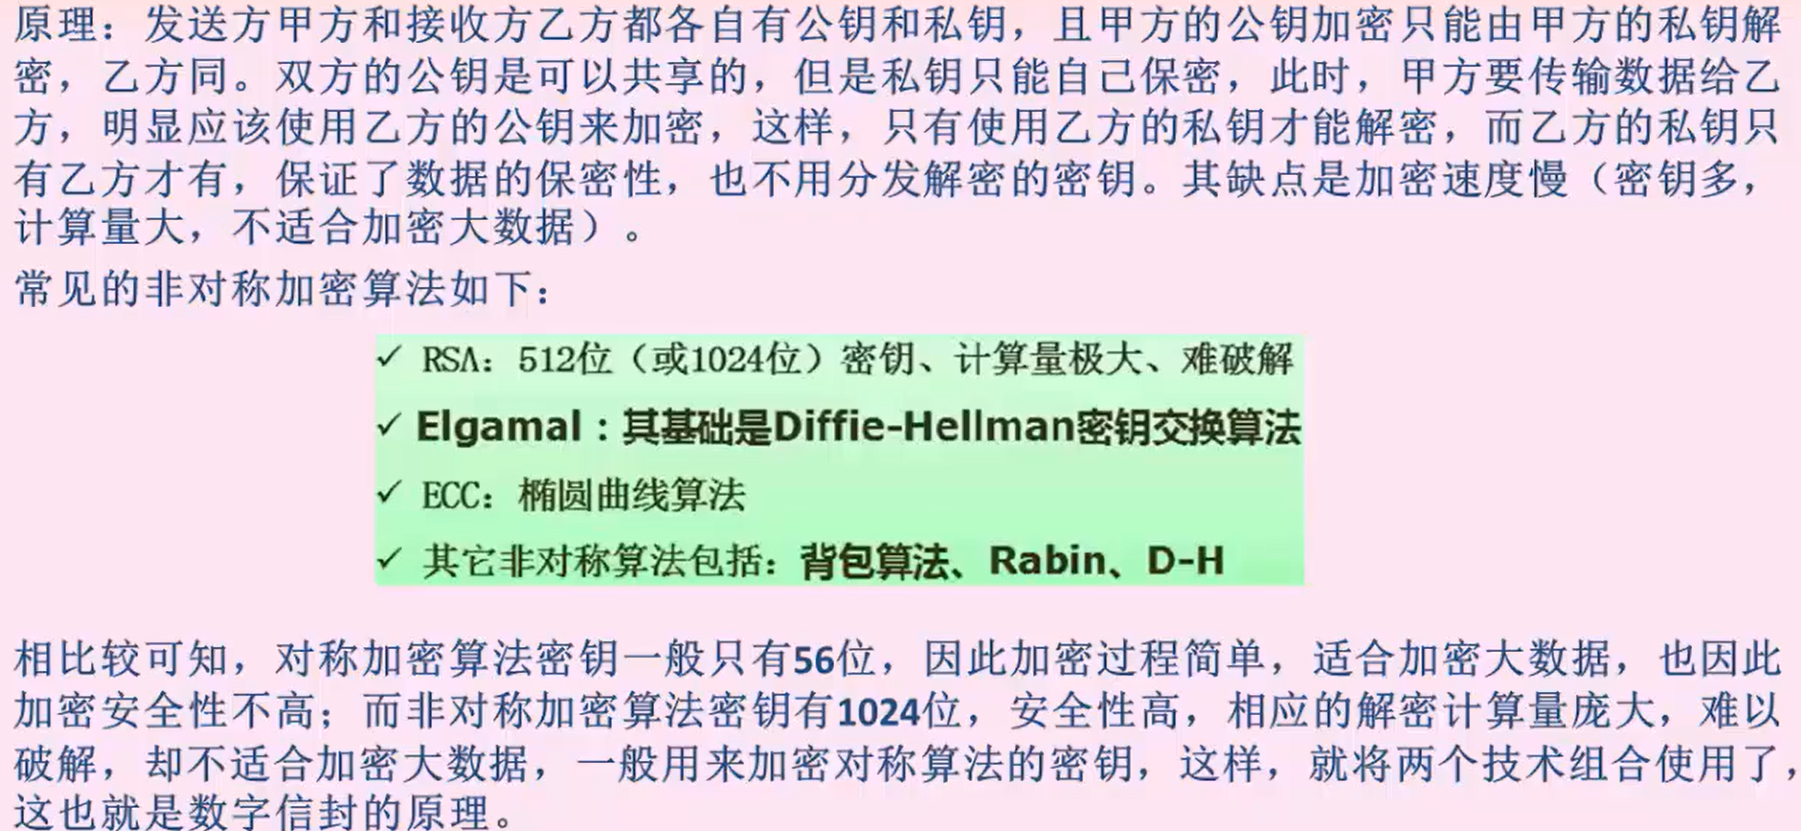 原理：发送方甲方和接收方乙方都各自有公钥和私钥，且甲方的公钥加密只能由甲方的私钥解
密，乙方同。双方的公钥是可以共享的，但是私钥只能自己保密，此时，甲方要传输数据给乙
方，明显应该使用乙方的公钥来加密，这样，只有使用乙方的私钥才能解密，而乙方的私钥只
有乙方才有，保证了数据的保密性，也不用分发解密的密钥。其缺点是加密速度慢（密钥多，
计算量大，不适合加密大数据）。
常见的非对称加密算法如下：
✓ RSA：512位（或1024位）密钥、计算量极大、难破解
✓ Elgamal：其基础是Diffie-Hellman密钥交换算法
✓ ECC：椭圆曲线算法
✓ 其它非对称算法包括：背包算法、Rabin、D-H
相比较可知，对称加密算法密钥一般只有56位，因此加密过程简单，适合加密大数据，也因此
加密安全性不高；而非对称加密算法密钥有1024位，安全性高，相应的解密计算量庞大，难以
破解，却不适合加密大数据，一般用来加密对称算法的密钥，这样，就将两个技术组合使用了，
这也就是数字信封的原理。